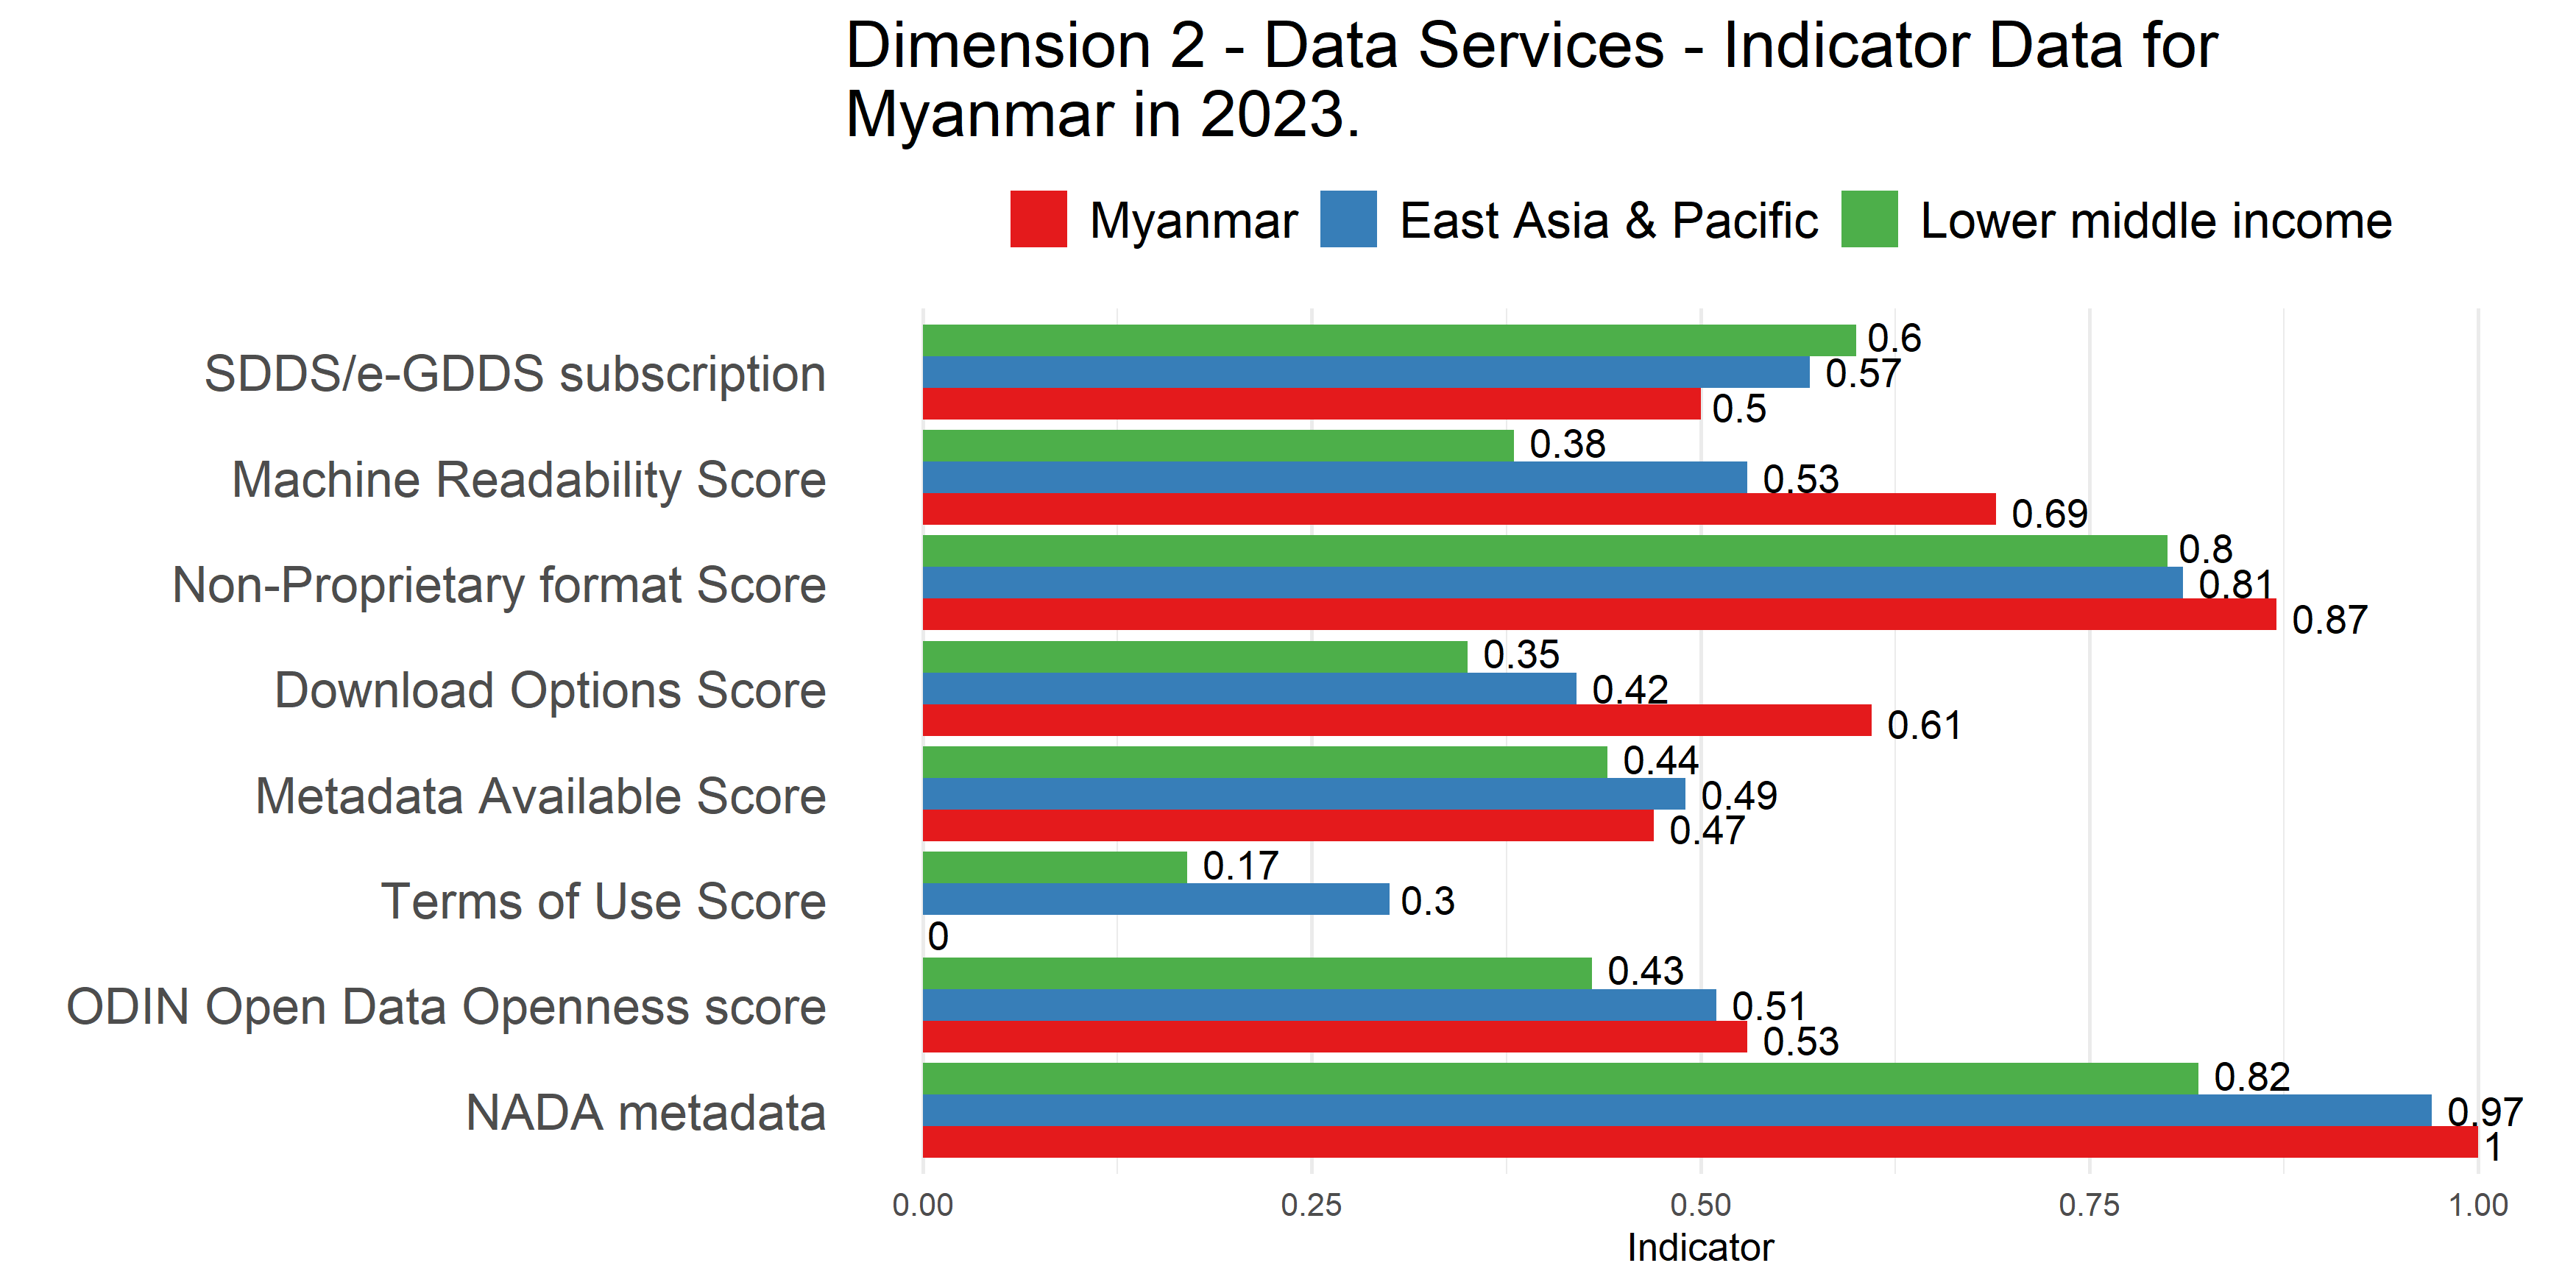 Dimension 2 - Data Services - Indicator Data for
Myanmar in 2023.
Myanmar East Asia & Pacific Lower middle income
SDDS/e-GDDS subscription
0.6
0.57
0.5
Machine Readability Score
0.38
0.53
0.69
Non-Proprietary format Score
0.8
0.81
0.87
Download Options Score
0.35
0.42
0.61
Metadata Available Score
0.44
0.49
0.47
Terms of Use Score
0.17
0.3
0
ODIN Open Data Openness score
0.43
0.51
0.53
NADA metadata
0.82
0.97
1
0.00 0.25 0.50 0.75 1.00
Indicator